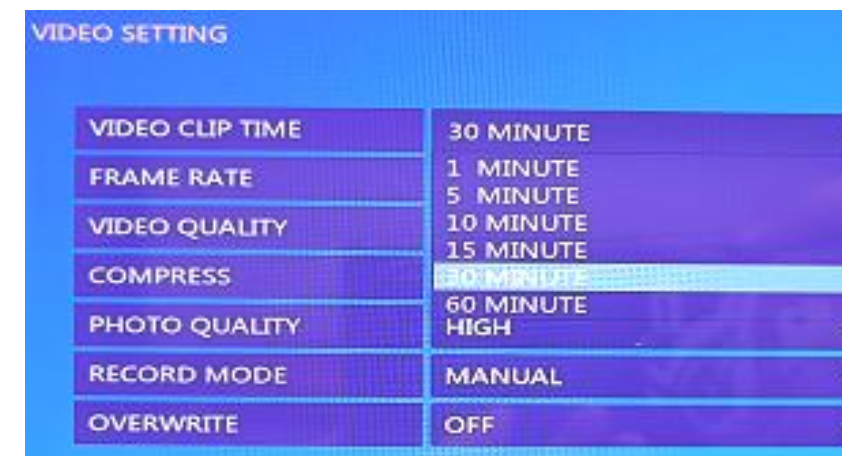 VIDEO SETTING
VIDEO CLIP TIME 30 MINUTE
FRAME RATE 1 MINUTE
5 MINUTE
VIDEO QUALITY 10 MINUTE
15 MINUTE
COMPRESS 30 MINUTE
60 MINUTE
PHOTO QUALITY HIGH
RECORD MODE MANUAL
OVERWRITE OFF